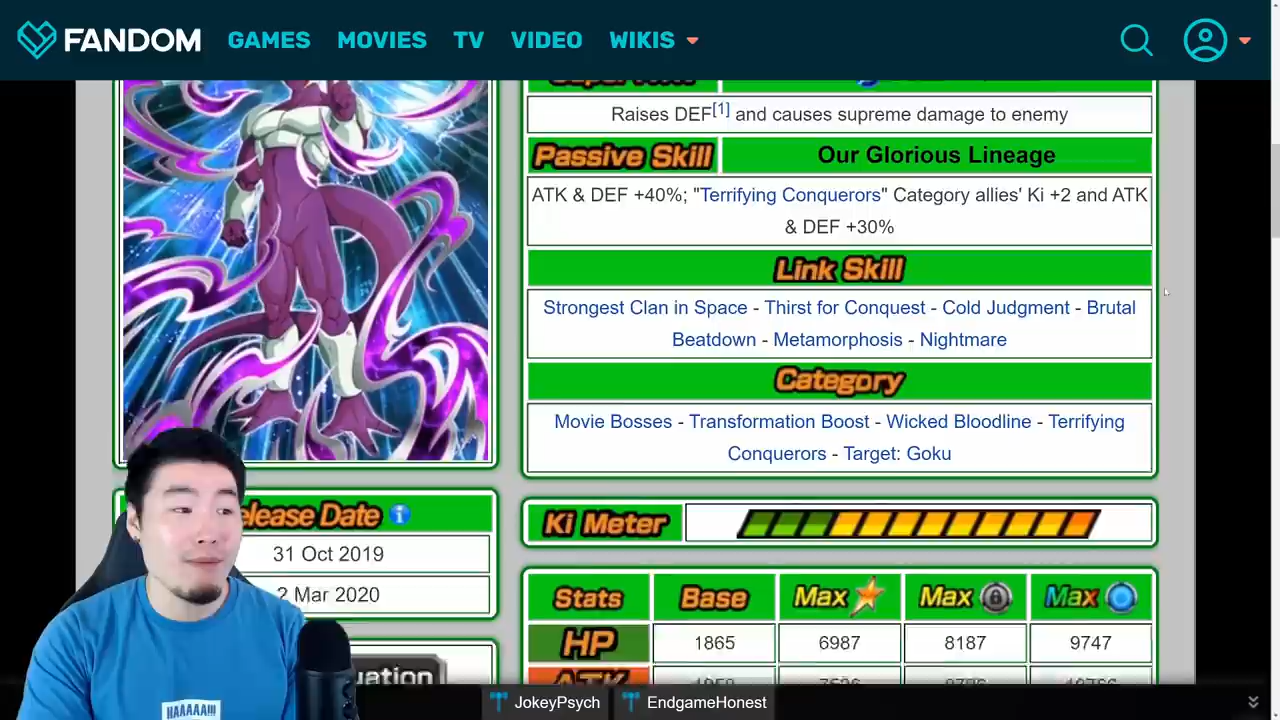 FANDOM GAMES MOVIES TV VIDEO WIKIS
Raises DEF[1] and causes supreme damage to enemy
Passive Skill Our Glorious Lineage
ATK & DEF +40%; "Terrifying Conquerors" Category allies' Ki +2 and ATK
& DEF +30%
Link Skill
Strongest Clan in Space - Thirst for Conquest - Cold Judgment - Brutal
Beatdown - Metamorphosis - Nightmare
Category
Movie Bosses - Transformation Boost - Wicked Bloodline - Terrifying
Conquerors - Target: Goku
elease Date
31 Oct 2019
2 Mar 2020
Ki Meter
Stats Base Max Max Max
HP 1865 6987 8187 9747
ATK
uation
HAAAAA!!!
JokeyPsych EndgameHonest